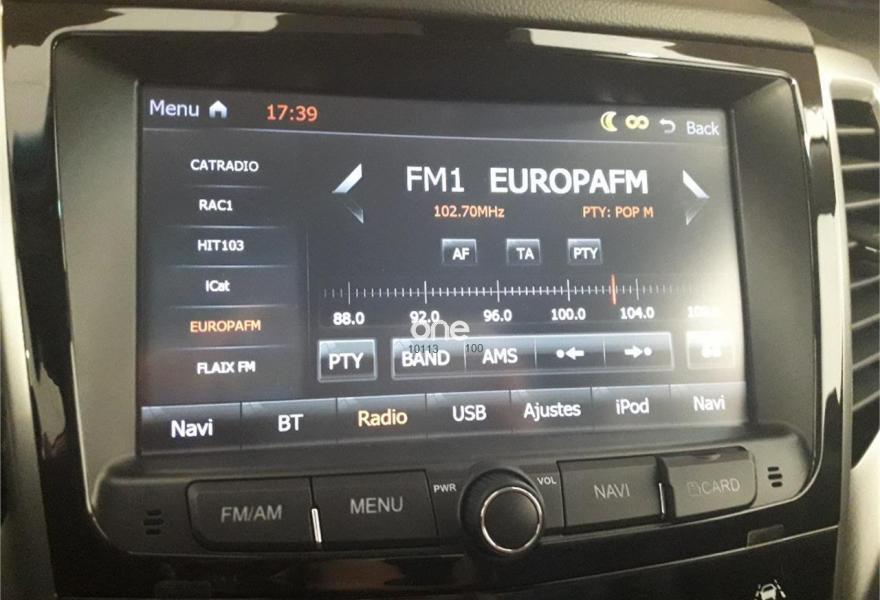 Menu 17:39 Back
CATRADIO
RAC1
HIT103
iCat
EUROPAFM
FLAIX FM
FM1 EUROPAFM
102.70MHz PTY: POP M
AF TA PTY
88.0 92.0 96.0 100.0 104.0
one
10113 100
PTY BAND AMS
Navi BT Radio USB Ajustes iPod Navi
FM/AM MENU PWR VOL NAVI CARD